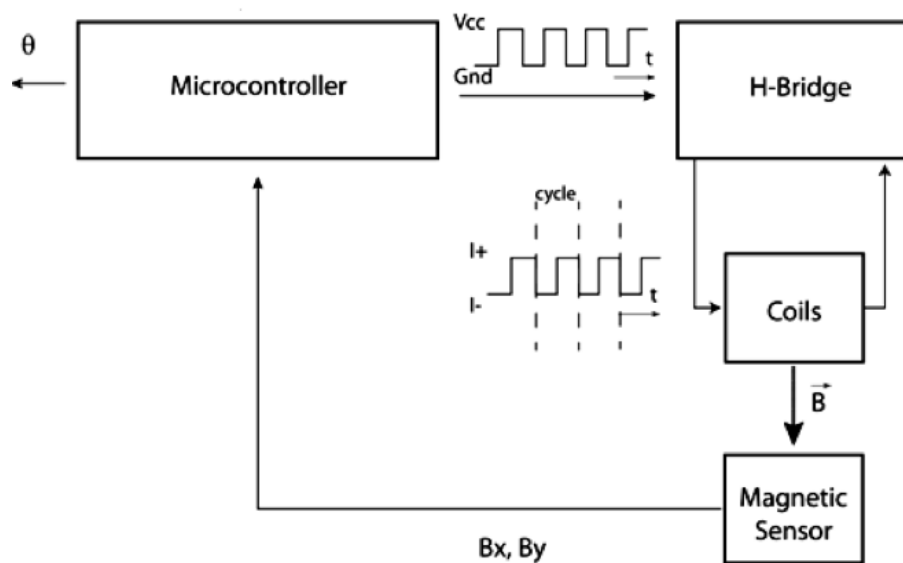 θ
Microcontroller
Vcc
Gnd
t
H-Bridge
cycle
I+
I-
t
Coils
B
Magnetic
Sensor
Bx, By